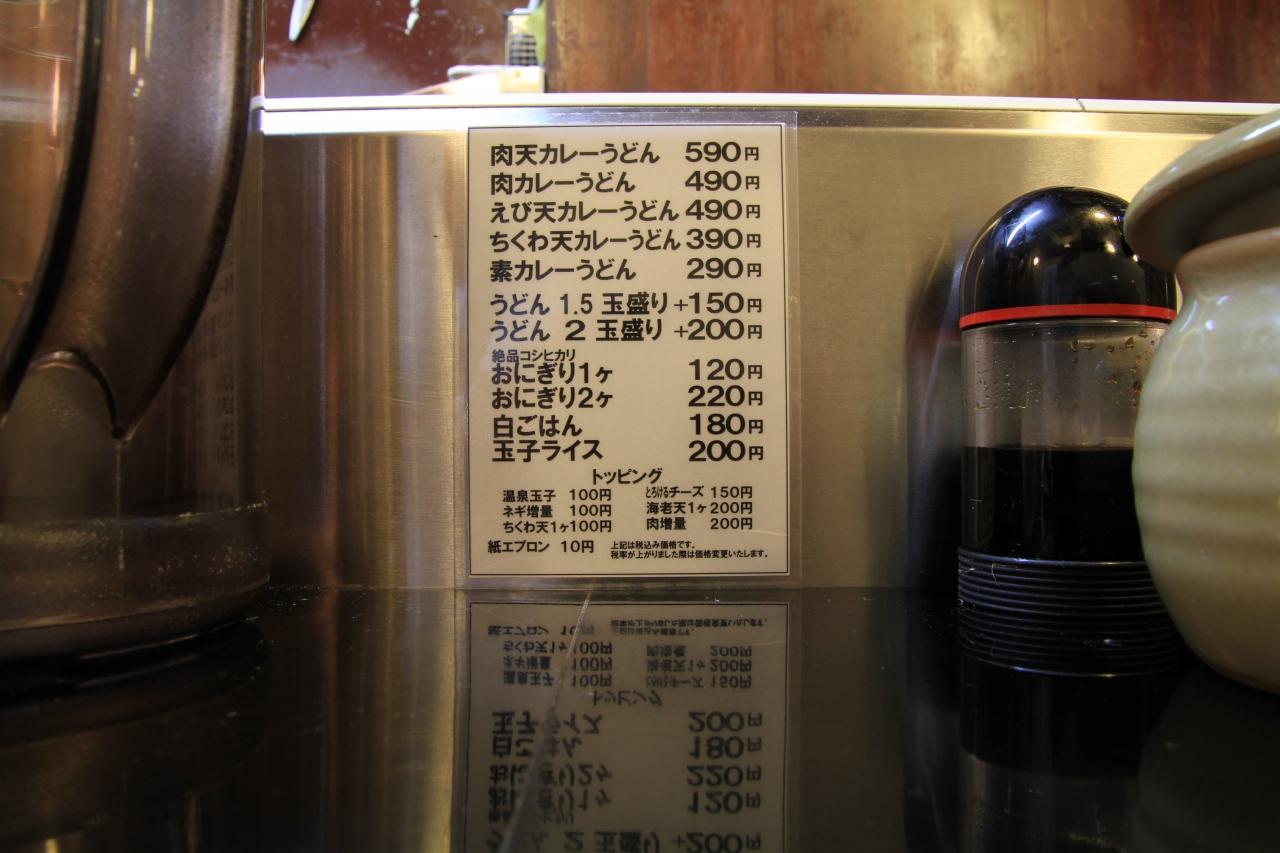 肉天カレーうどん 590円
肉カレーうどん 490円
えび天カレーうどん 490円
ちくわ天カレーうどん 390円
素カレーうどん 290円
うどん 1.5 玉盛り +150円
うどん 2 玉盛り +200円
絶品コシヒカリ
おにぎり1ヶ 120円
おにぎり2ヶ 220円
白ごはん 180円
玉子ライス 200円
トッピング
温泉玉子 100円 とろけるチーズ 150円
ネギ増量 100円 海老天1ヶ 200円
ちくわ天1ヶ 100円 肉増量 200円
紙エプロン 10円 上記は税込み価格です。
税率が上がりました際は価格変更いたします。